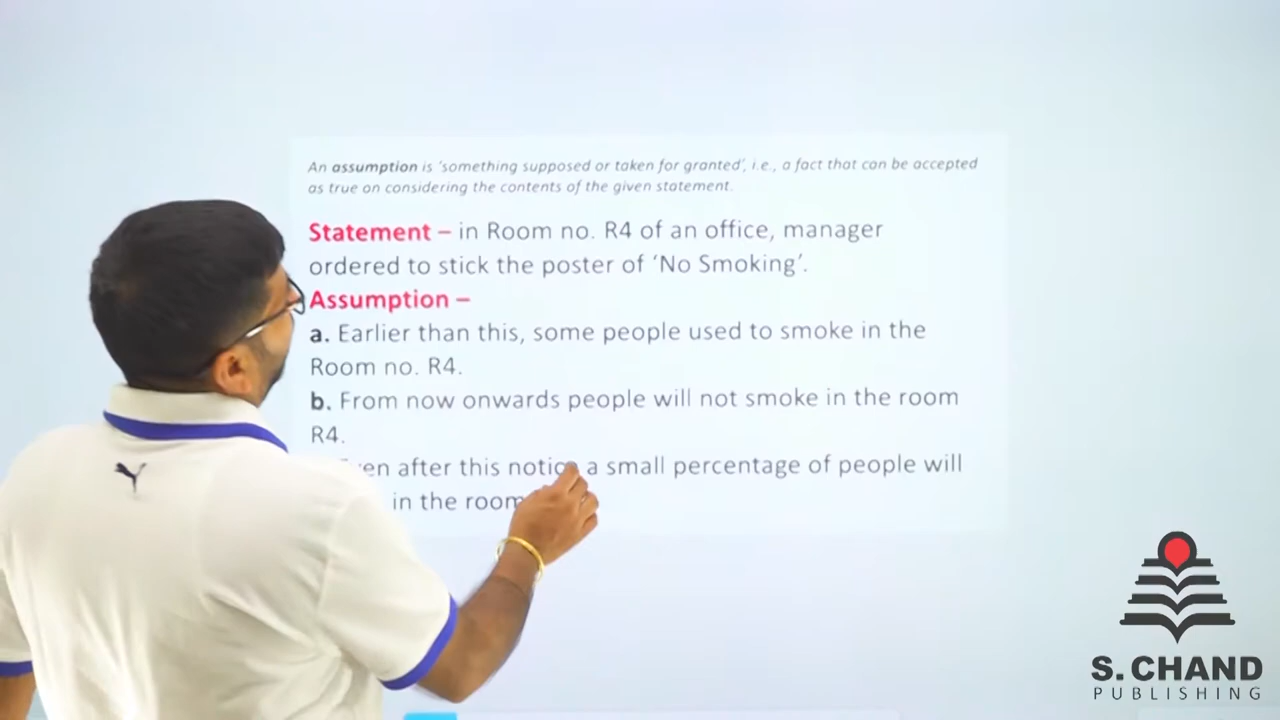 An assumption is ‘something supposed or taken for granted’, i.e., a fact that can be accepted
as true on considering the contents of the given statement.
Statement – in Room no. R4 of an office, manager
ordered to stick the poster of ‘No Smoking’.
Assumption –
a. Earlier than this, some people used to smoke in the
Room no. R4.
b. From now onwards people will not smoke in the room
R4.
after this notice a small percentage of people will
in the room
S. CHAND
PUBLISHING